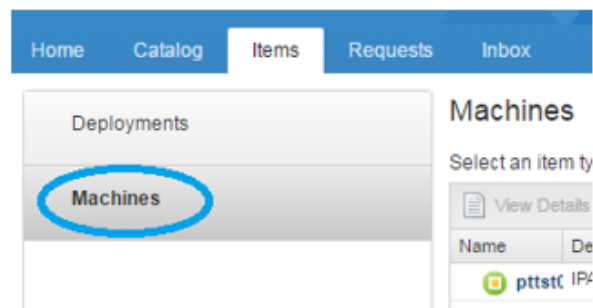 Home Catalog Items Requests Inbox
Deployments
Machines
Machines
Select an item ty
View Details
Name De
pttst IPA